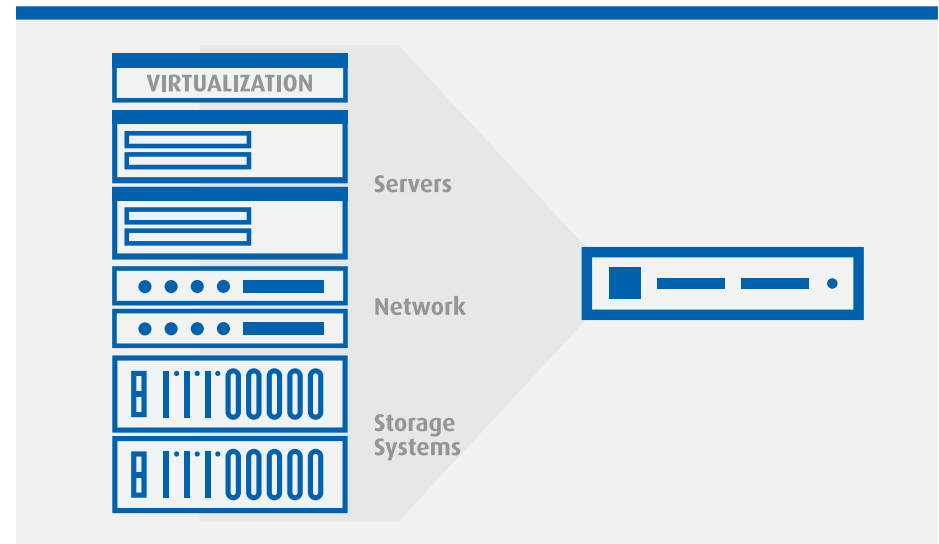 VIRTUALIZATION
Servers
Network
Storage
Systems